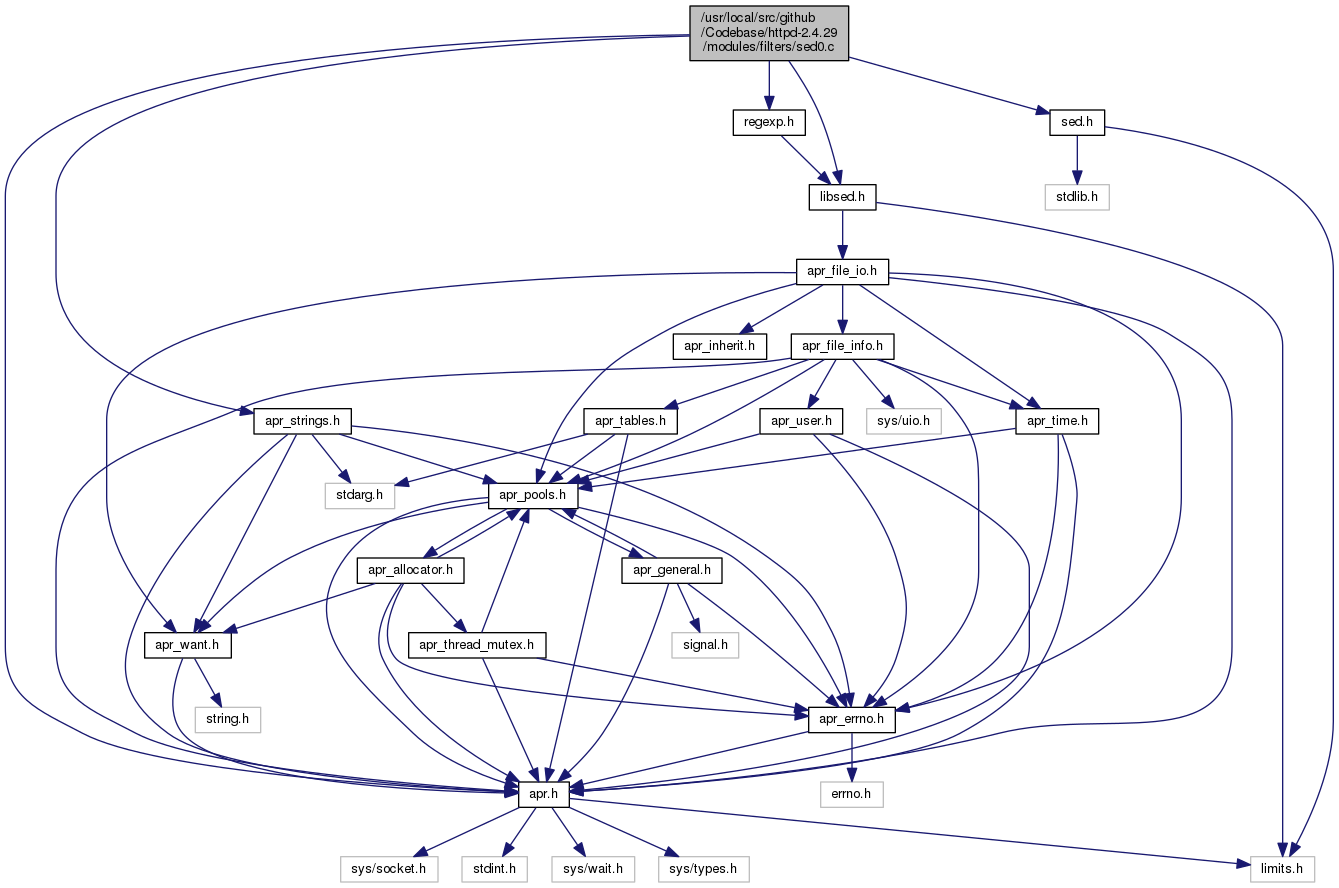 /usr/local/src/github
/Codebase/httpd-2.4.29
/modules/filters/sed0.c
regexp.h
sed.h
libsed.h
stdlib.h
apr_file_io.h
apr_inherit.h
apr_file_info.h
apr_strings.h
apr_tables.h
apr_user.h
sys/uio.h
apr_time.h
stdarg.h
apr_pools.h
apr_allocator.h
apr_general.h
apr_want.h
apr_thread_mutex.h
signal.h
string.h
apr_errno.h
apr.h
errno.h
sys/socket.h
stdint.h
sys/wait.h
sys/types.h
limits.h